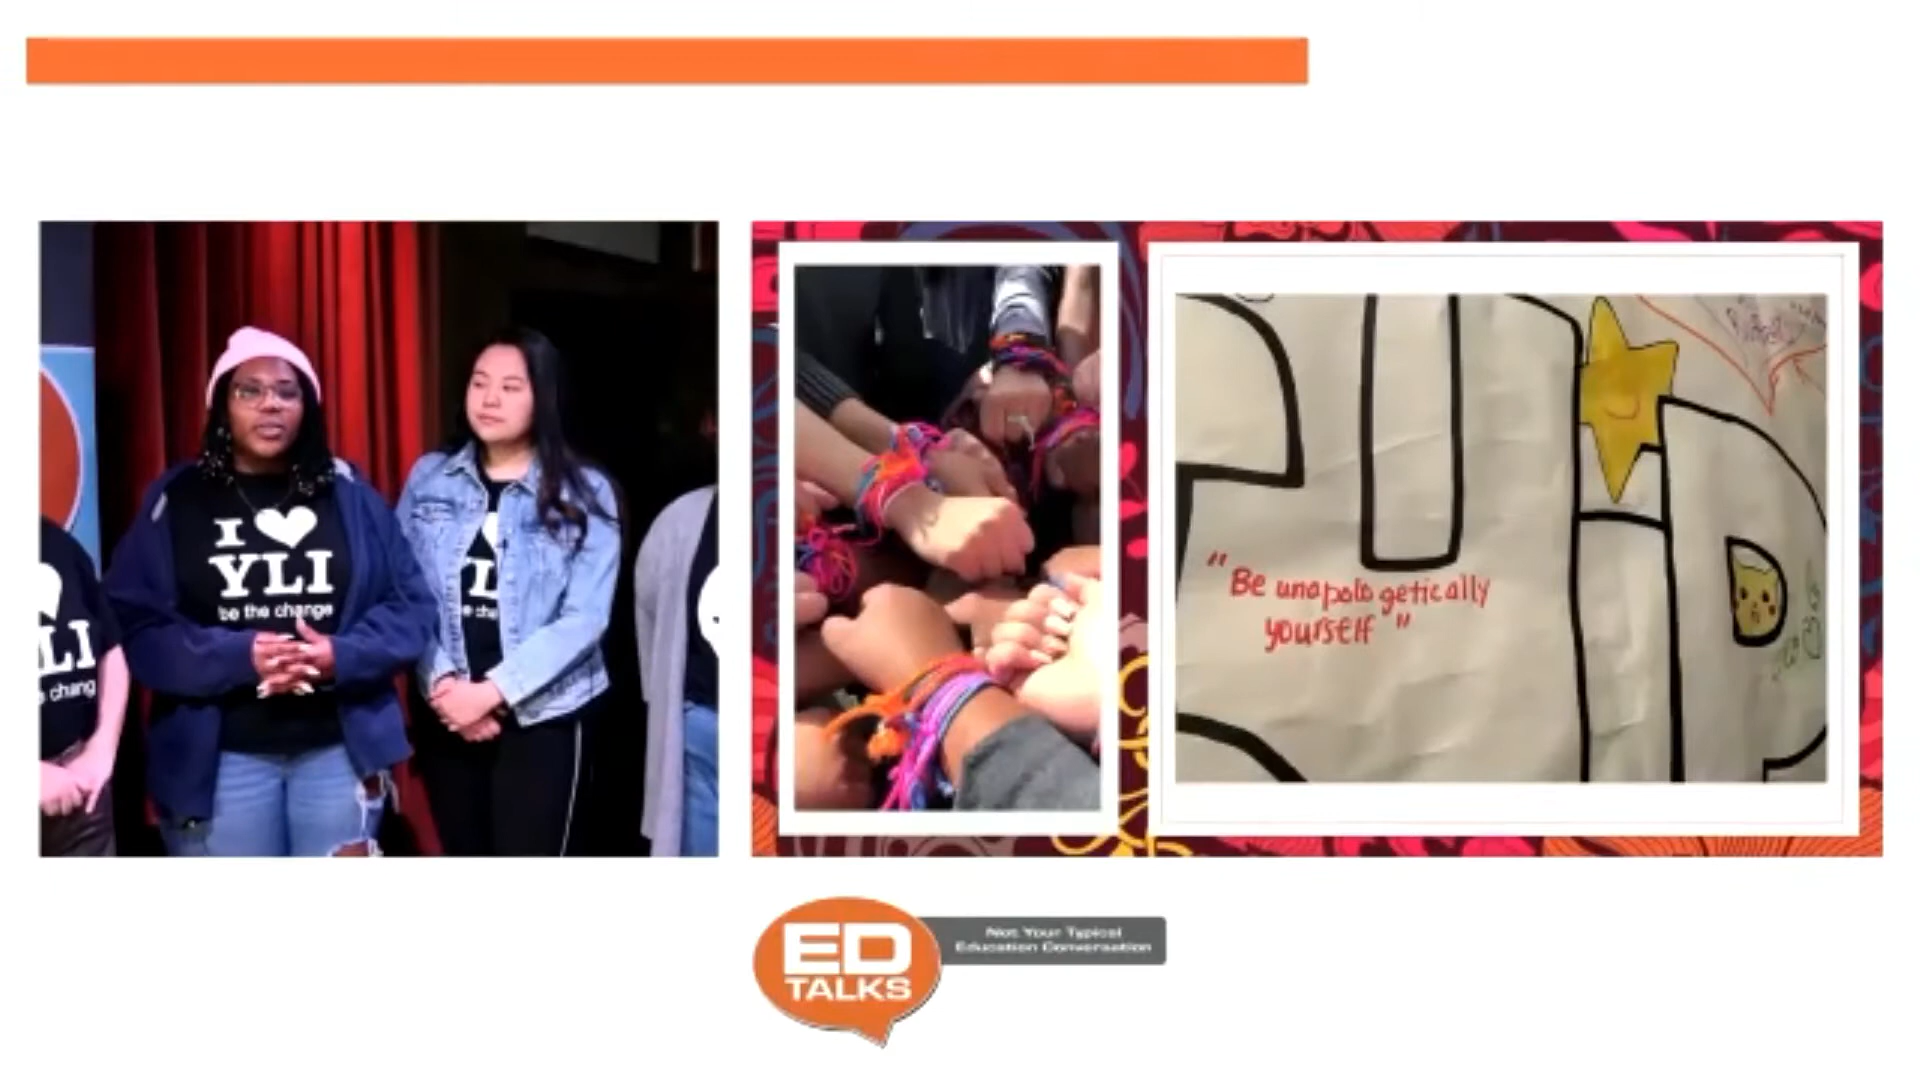 I ♥
YLI
be the change
LI
chang
"Be unapologetically
yourself"
ED
TALKS
Not Your Typical
Education Conversation